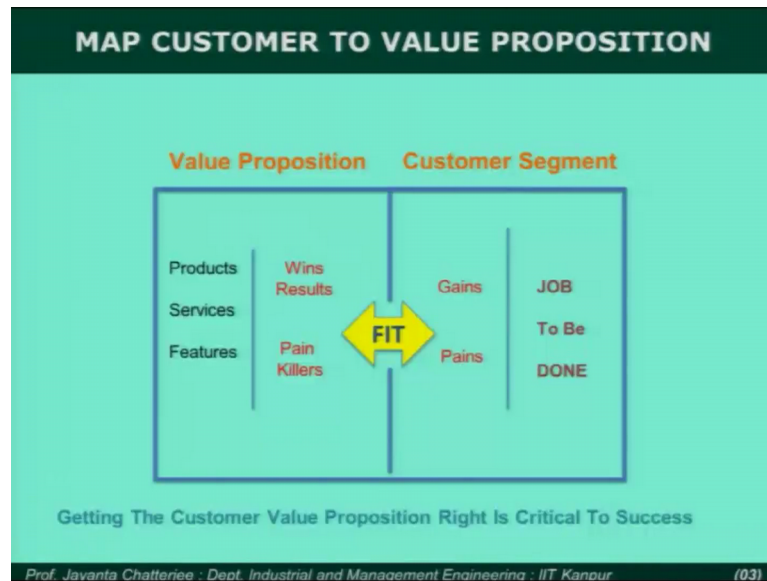 MAP CUSTOMER TO VALUE PROPOSITION
Value Proposition
Customer Segment
Products
Services
Features
Wins
Results
Pain
Killers
FIT
Gains
Pains
JOB
To Be
DONE
Getting The Customer Value Proposition Right Is Critical To Success
Prof. Jayanta Chatterjee : Dept. Industrial and Management Engineering : IIT Kanpur (03)